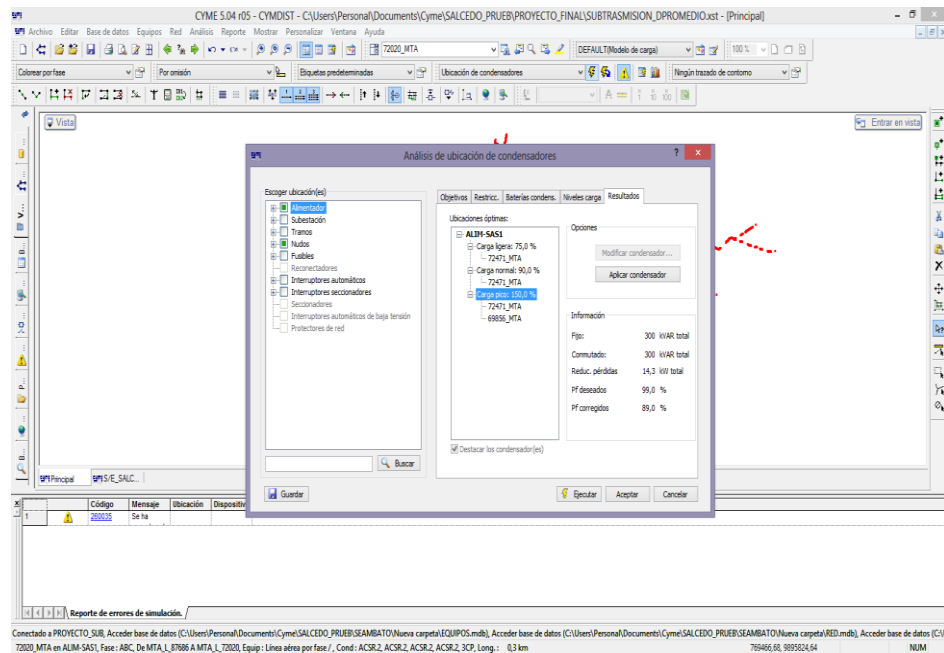 CYME 5.04 r05 - CYMDIST - C:\Users\Personal\Documents\Cyme\SALCEDO_PRUEB\PROYECTO_FINAL\SUBTRASMISION_DPROMEDIO.xst - [Principal]
Archivo Editar Base de datos Equipos Red Análisis Reporte Mostrar Personalizar Ventana Ayuda
72020_MTA DEFAULT(Modelo de carga) 100 %
Colorear por fase Por omisión Etiquetas predeterminadas Ubicación de condensadores Ningún trazado de contorno
Vista
Entrar en vista
Análisis de ubicación de condensadores
Escoger ubicación(es)
Alimentador
Subestación
Tramos
Nudos
Fusibles
Reconectadores
Interruptores automáticos
Interruptores seccionadores
Seccionadores
Interruptores automáticos de baja tensión
Protectores de red
Buscar
Objetivos Restricc. Baterías condens. Niveles carga Resultados
Ubicaciones óptimas:
ALIM-SAS1
Carga ligera: 75,0 %
72471_MTA
Carga normal: 90,0 %
72471_MTA
Carga pico: 150,0 %
72471_MTA
69856_MTA
Destacar los condensador(es)
Opciones
Modificar condensador...
Aplicar condensador
Información
Fijo: 300 kVAR total
Conmutado: 300 kVAR total
Reduc. pérdidas 14,3 kW total
Pf deseados 99,0 %
Pf corregidos 89,0 %
Guardar
Ejecutar Aceptar Cancelar
Principal S/E_SALC...
Código Mensaje Ubicación Dispositiv
1 260035 Se ha
Reporte de errores de simulación.
Conectado a PROYECTO_SUB, Acceder base de datos (C:\Users\Personal\Documents\Cyme\SALCEDO_PRUEB\SEAMBATO\Nueva carpeta\EQUIPOS.mdb), Acceder base de datos (C:\Users\Personal\Documents\Cyme\SALCEDO_PRUEB\SEAMBATO\Nueva carpeta\RED.mdb), Acceder base de datos (C:\U
72020_MTA en ALIM-SAS1, Fase : ABC, De MTA_L_87686 A MTA_L_72020, Equip : Línea aérea por fase / , Cond : ACSR.2, ACSR.2, ACSR.2, ACSR.2, 3CP, Long. : 0,3 km 769466,68, 9895824,64 NUM